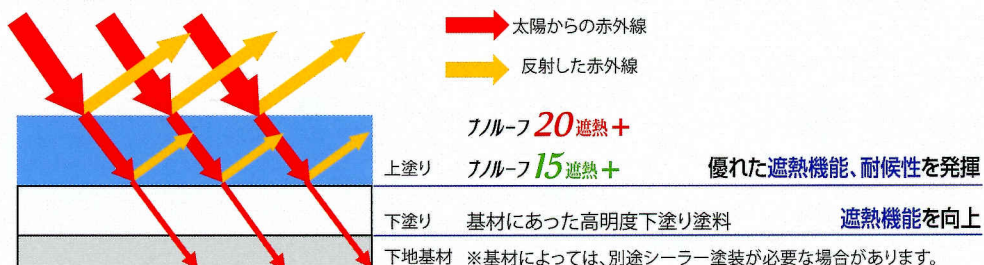 太陽からの赤外線
反射した赤外線
ナノルーフ 20 遮熱+
上塗り ナノルーフ 15 遮熱+ 優れた遮熱機能、耐候性を発揮
下塗り 基材にあった高明度下塗り塗料 遮熱機能を向上
下地基材 ※基材によっては、別途シーラー塗装が必要な場合があります。